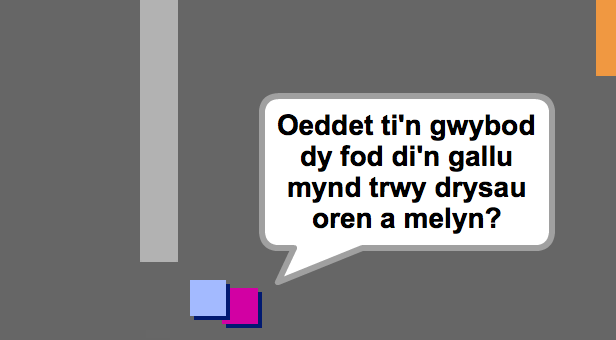 Oeddet ti'n gwybod
dy fod di'n gallu
mynd trwy drysau
oren a melyn?